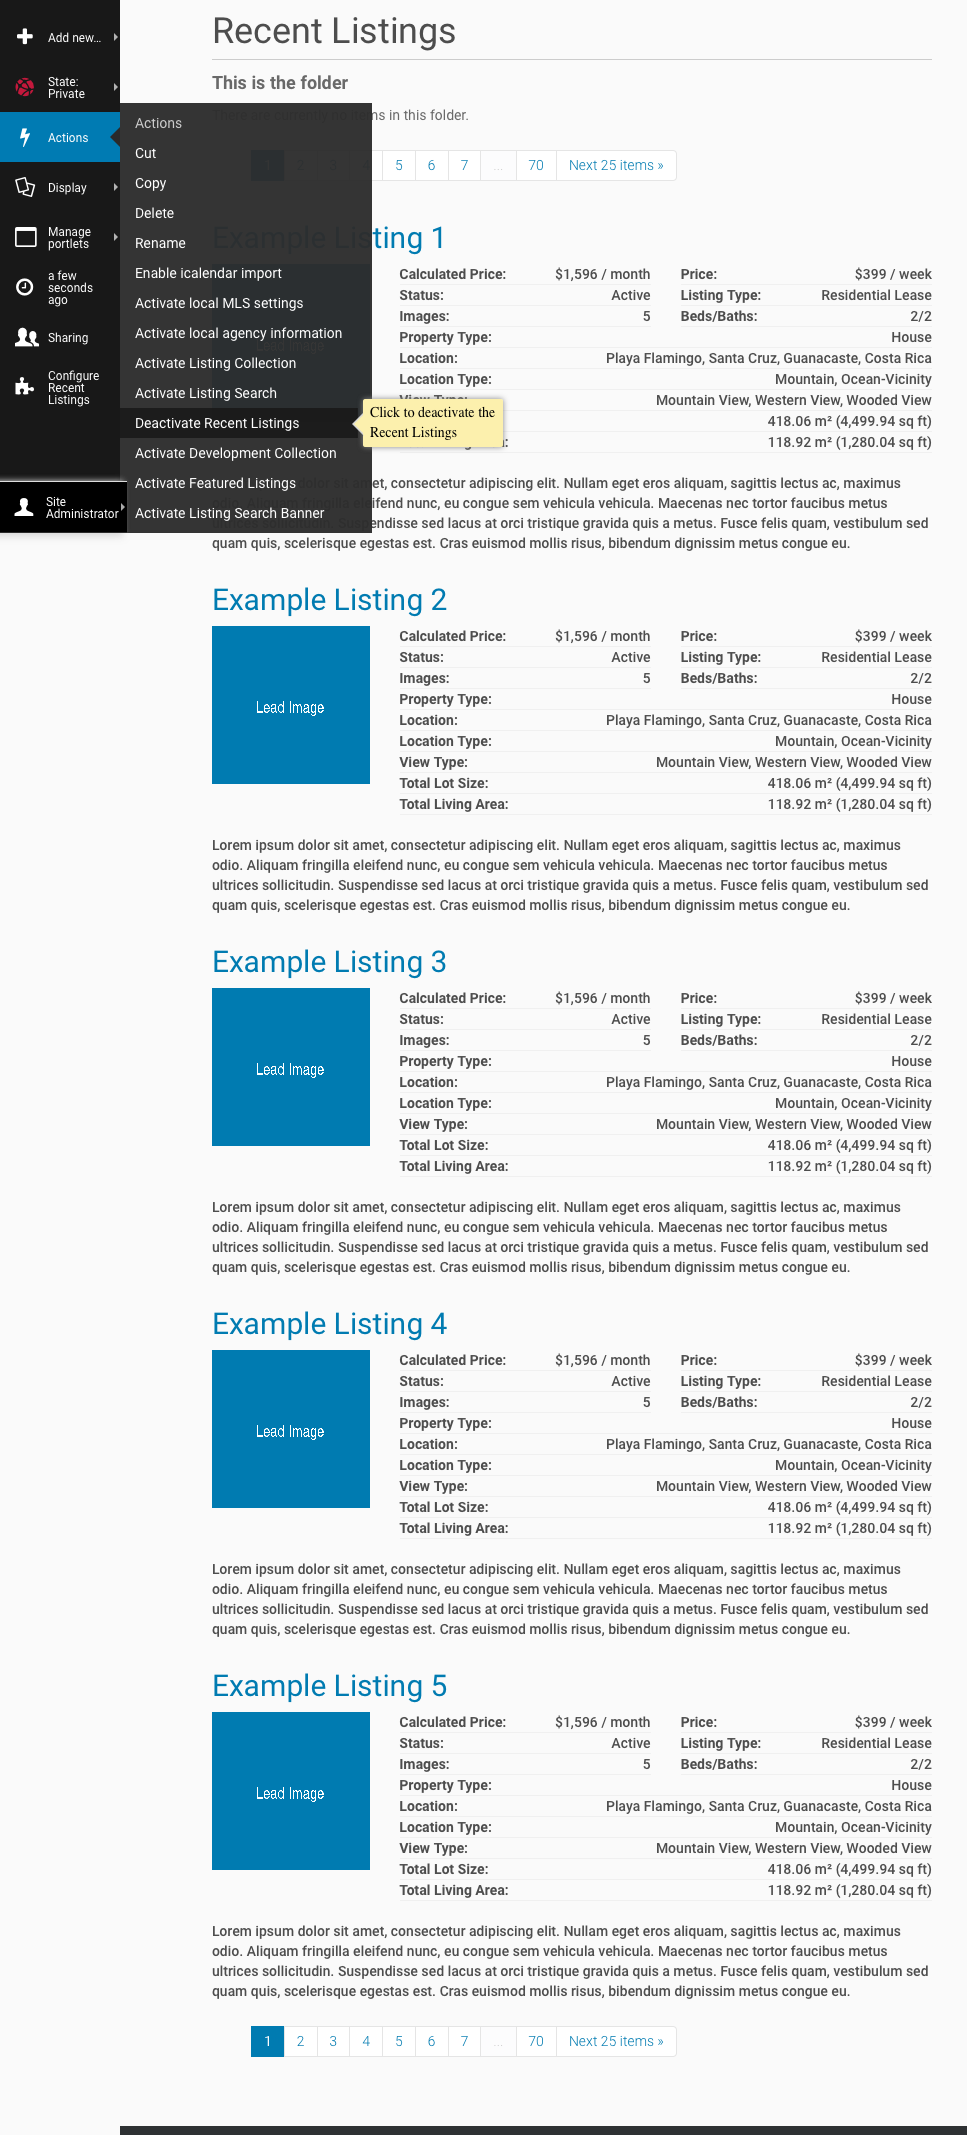 Add new…
State:
Private
Actions
Display
Manage
portlets
a few
seconds
ago
Sharing
Configure
Recent
Listings
Site
Administrator
Actions
Cut
Copy
Delete
Rename
Enable icalendar import
Activate local MLS settings
Activate local agency information
Activate Listing Collection
Activate Listing Search
Deactivate Recent Listings
Activate Development Collection
Activate Featured Listings
Activate Listing Search Banner
Click to deactivate the
Recent Listings
Recent Listings
This is the folder
There are currently no items in this folder.
1 2 3 4 5 6 7 ... 70 Next 25 items »
Example Listing 1
Lead Image
Calculated Price: $1,596 / month Price: $399 / week
Status: Active Listing Type: Residential Lease
Images: 5 Beds/Baths: 2/2
Property Type: House
Location: Playa Flamingo, Santa Cruz, Guanacaste, Costa Rica
Location Type: Mountain, Ocean-Vicinity
View Type: Mountain View, Western View, Wooded View
418.06 m² (4,499.94 sq ft)
118.92 m² (1,280.04 sq ft)
dolor sit amet, consectetur adipiscing elit. Nullam eget eros aliquam, sagittis lectus ac, maximus
odio. Aliquam fringilla eleifend nunc, eu congue sem vehicula vehicula. Maecenas nec tortor faucibus metus
ultrices sollicitudin. Suspendisse sed lacus at orci tristique gravida quis a metus. Fusce felis quam, vestibulum sed
quam quis, scelerisque egestas est. Cras euismod mollis risus, bibendum dignissim metus congue eu.
Example Listing 2
Lead Image
Calculated Price: $1,596 / month Price: $399 / week
Status: Active Listing Type: Residential Lease
Images: 5 Beds/Baths: 2/2
Property Type: House
Location: Playa Flamingo, Santa Cruz, Guanacaste, Costa Rica
Location Type: Mountain, Ocean-Vicinity
View Type: Mountain View, Western View, Wooded View
Total Lot Size: 418.06 m² (4,499.94 sq ft)
Total Living Area: 118.92 m² (1,280.04 sq ft)
Lorem ipsum dolor sit amet, consectetur adipiscing elit. Nullam eget eros aliquam, sagittis lectus ac, maximus
odio. Aliquam fringilla eleifend nunc, eu congue sem vehicula vehicula. Maecenas nec tortor faucibus metus
ultrices sollicitudin. Suspendisse sed lacus at orci tristique gravida quis a metus. Fusce felis quam, vestibulum sed
quam quis, scelerisque egestas est. Cras euismod mollis risus, bibendum dignissim metus congue eu.
Example Listing 3
Lead Image
Calculated Price: $1,596 / month Price: $399 / week
Status: Active Listing Type: Residential Lease
Images: 5 Beds/Baths: 2/2
Property Type: House
Location: Playa Flamingo, Santa Cruz, Guanacaste, Costa Rica
Location Type: Mountain, Ocean-Vicinity
View Type: Mountain View, Western View, Wooded View
Total Lot Size: 418.06 m² (4,499.94 sq ft)
Total Living Area: 118.92 m² (1,280.04 sq ft)
Lorem ipsum dolor sit amet, consectetur adipiscing elit. Nullam eget eros aliquam, sagittis lectus ac, maximus
odio. Aliquam fringilla eleifend nunc, eu congue sem vehicula vehicula. Maecenas nec tortor faucibus metus
ultrices sollicitudin. Suspendisse sed lacus at orci tristique gravida quis a metus. Fusce felis quam, vestibulum sed
quam quis, scelerisque egestas est. Cras euismod mollis risus, bibendum dignissim metus congue eu.
Example Listing 4
Lead Image
Calculated Price: $1,596 / month Price: $399 / week
Status: Active Listing Type: Residential Lease
Images: 5 Beds/Baths: 2/2
Property Type: House
Location: Playa Flamingo, Santa Cruz, Guanacaste, Costa Rica
Location Type: Mountain, Ocean-Vicinity
View Type: Mountain View, Western View, Wooded View
Total Lot Size: 418.06 m² (4,499.94 sq ft)
Total Living Area: 118.92 m² (1,280.04 sq ft)
Lorem ipsum dolor sit amet, consectetur adipiscing elit. Nullam eget eros aliquam, sagittis lectus ac, maximus
odio. Aliquam fringilla eleifend nunc, eu congue sem vehicula vehicula. Maecenas nec tortor faucibus metus
ultrices sollicitudin. Suspendisse sed lacus at orci tristique gravida quis a metus. Fusce felis quam, vestibulum sed
quam quis, scelerisque egestas est. Cras euismod mollis risus, bibendum dignissim metus congue eu.
Example Listing 5
Lead Image
Calculated Price: $1,596 / month Price: $399 / week
Status: Active Listing Type: Residential Lease
Images: 5 Beds/Baths: 2/2
Property Type: House
Location: Playa Flamingo, Santa Cruz, Guanacaste, Costa Rica
Location Type: Mountain, Ocean-Vicinity
View Type: Mountain View, Western View, Wooded View
Total Lot Size: 418.06 m² (4,499.94 sq ft)
Total Living Area: 118.92 m² (1,280.04 sq ft)
Lorem ipsum dolor sit amet, consectetur adipiscing elit. Nullam eget eros aliquam, sagittis lectus ac, maximus
odio. Aliquam fringilla eleifend nunc, eu congue sem vehicula vehicula. Maecenas nec tortor faucibus metus
ultrices sollicitudin. Suspendisse sed lacus at orci tristique gravida quis a metus. Fusce felis quam, vestibulum sed
quam quis, scelerisque egestas est. Cras euismod mollis risus, bibendum dignissim metus congue eu.
1 2 3 4 5 6 7 ... 70 Next 25 items »